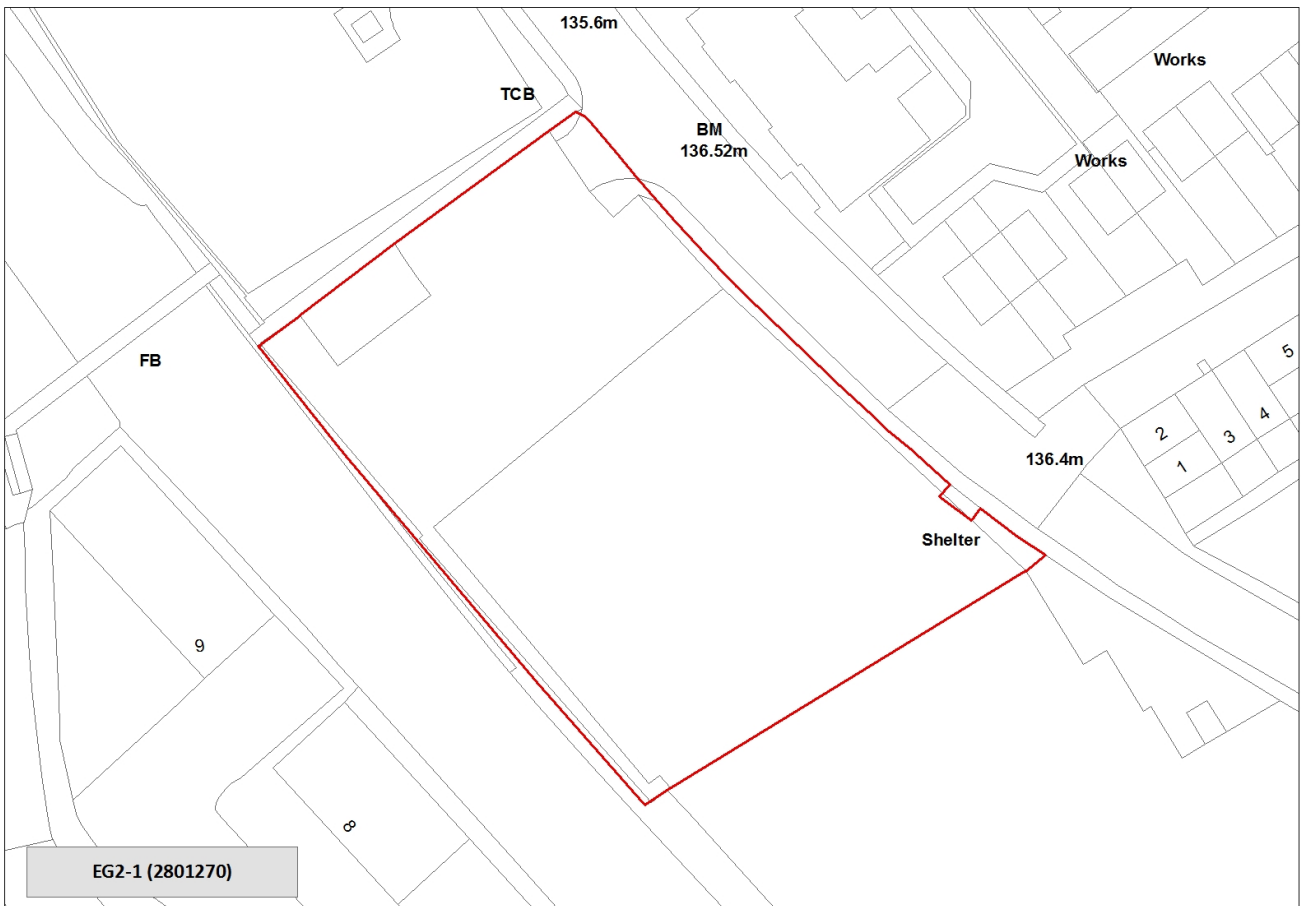 135.6m
Works
TCB
BM
136.52m
Works
FB
5
4
2
3
1
136.4m
Shelter
9
8
EG2-1 (2801270)